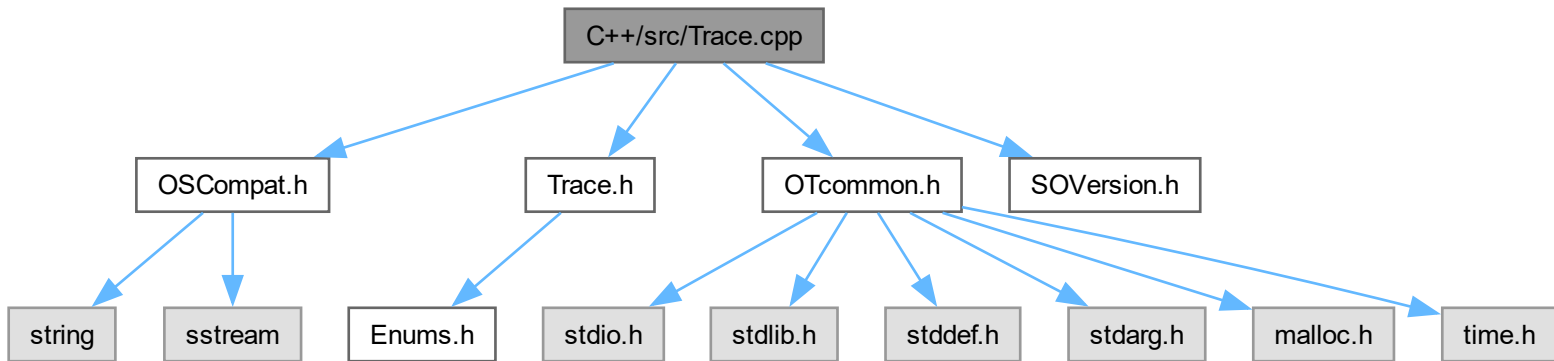 C++/src/Trace.cpp
OSCompat.h
Trace.h
OTcommon.h
SOVersion.h
string
sstream
Enums.h
stdio.h
stdlib.h
stddef.h
stdarg.h
malloc.h
time.h